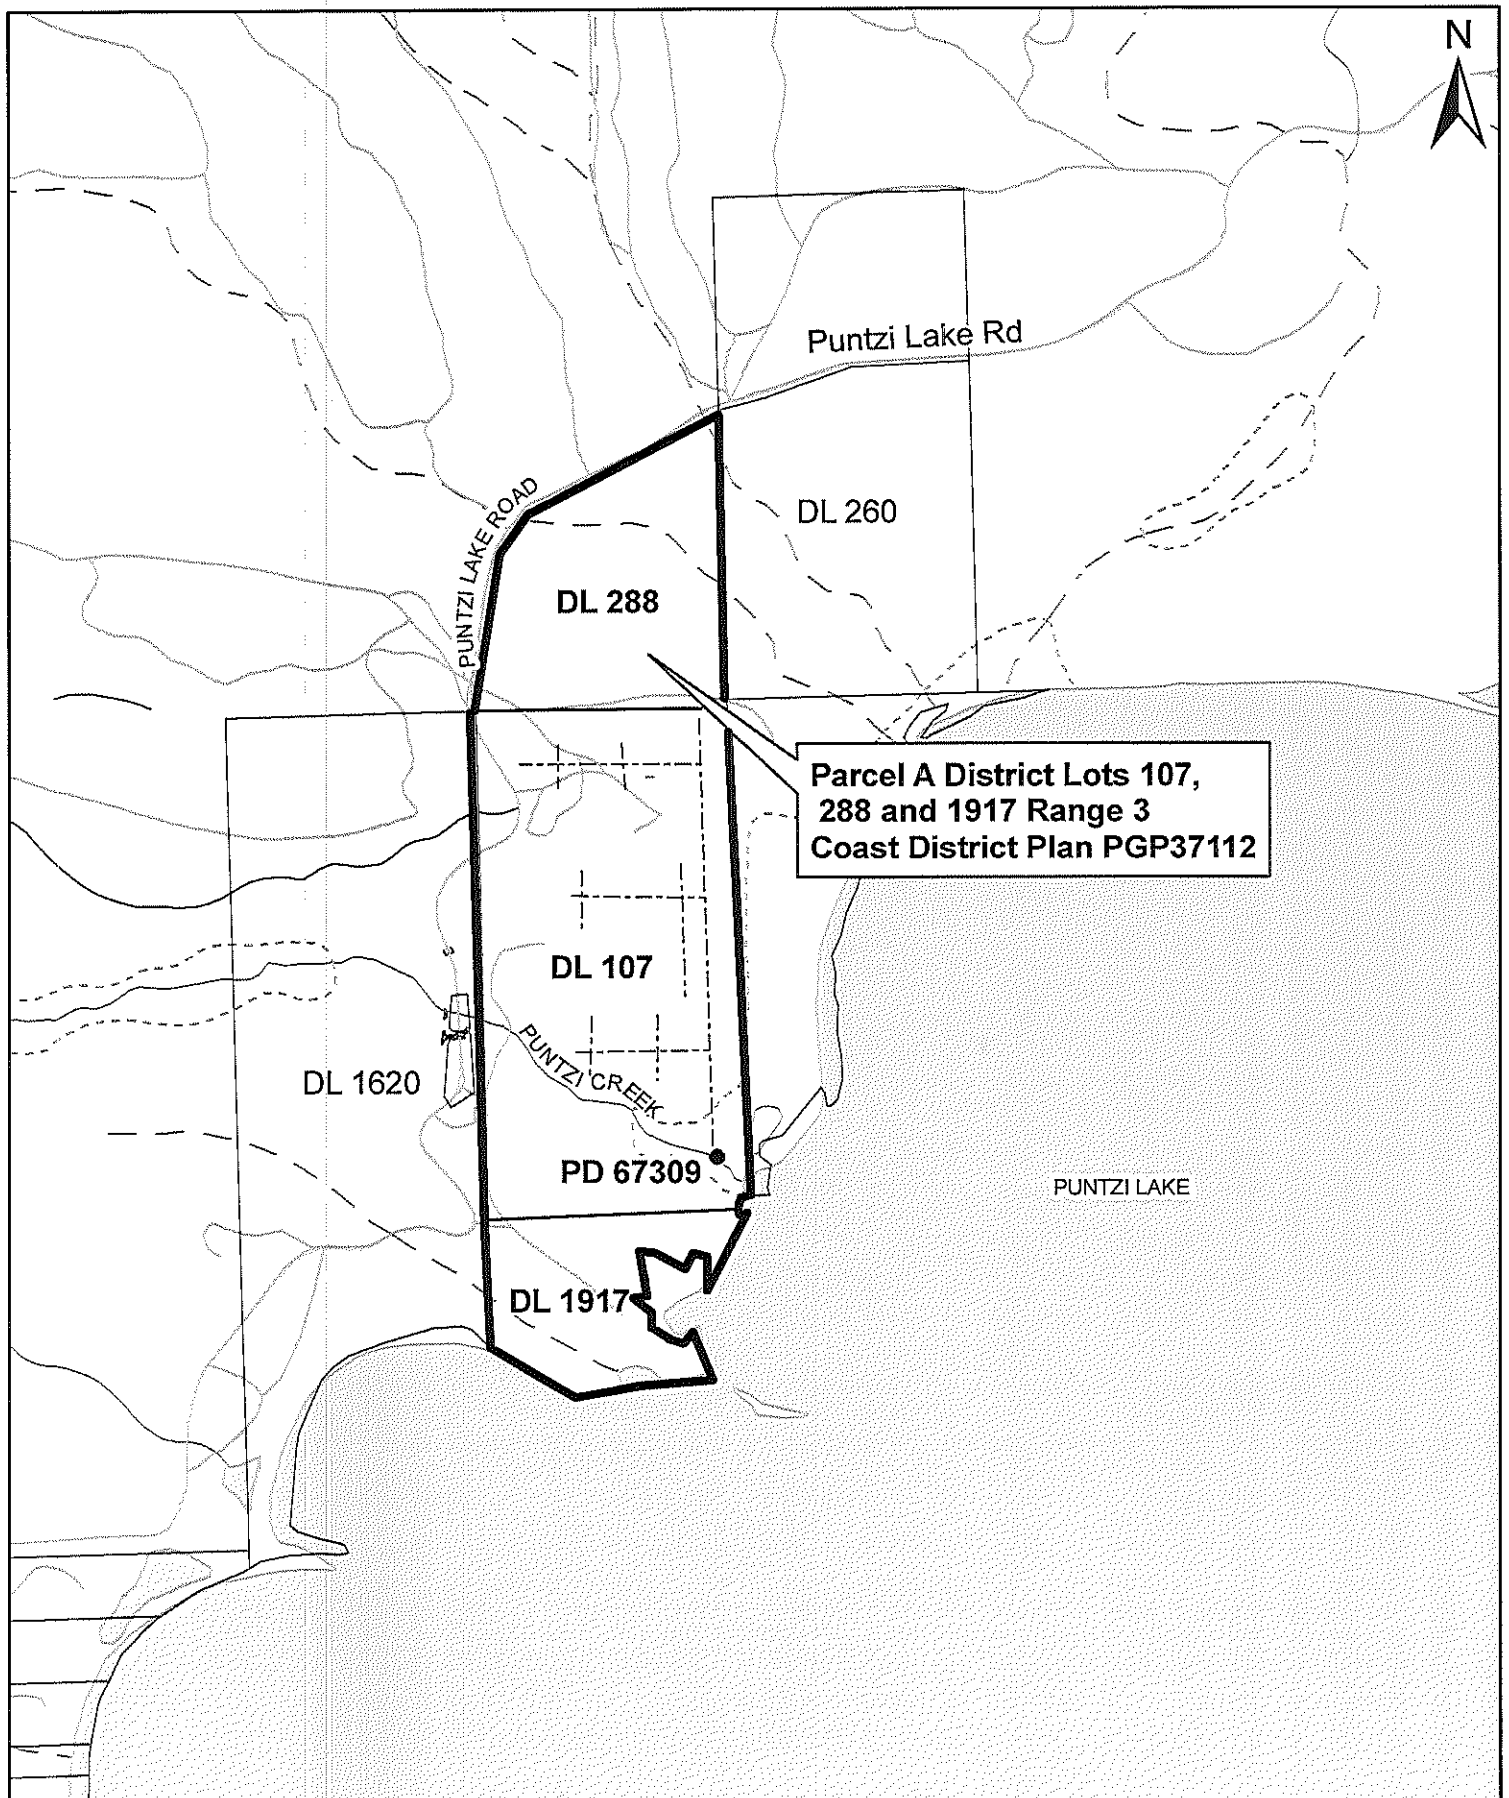 N
Puntzi Lake Rd
PUNTZI LAKE ROAD
DL 260
DL 288
Parcel A District Lots 107,
288 and 1917 Range 3
Coast District Plan PGP37112
DL 107
PUNTZI CREEK
DL 1620
PD 67309
PUNTZI LAKE
DL 1917